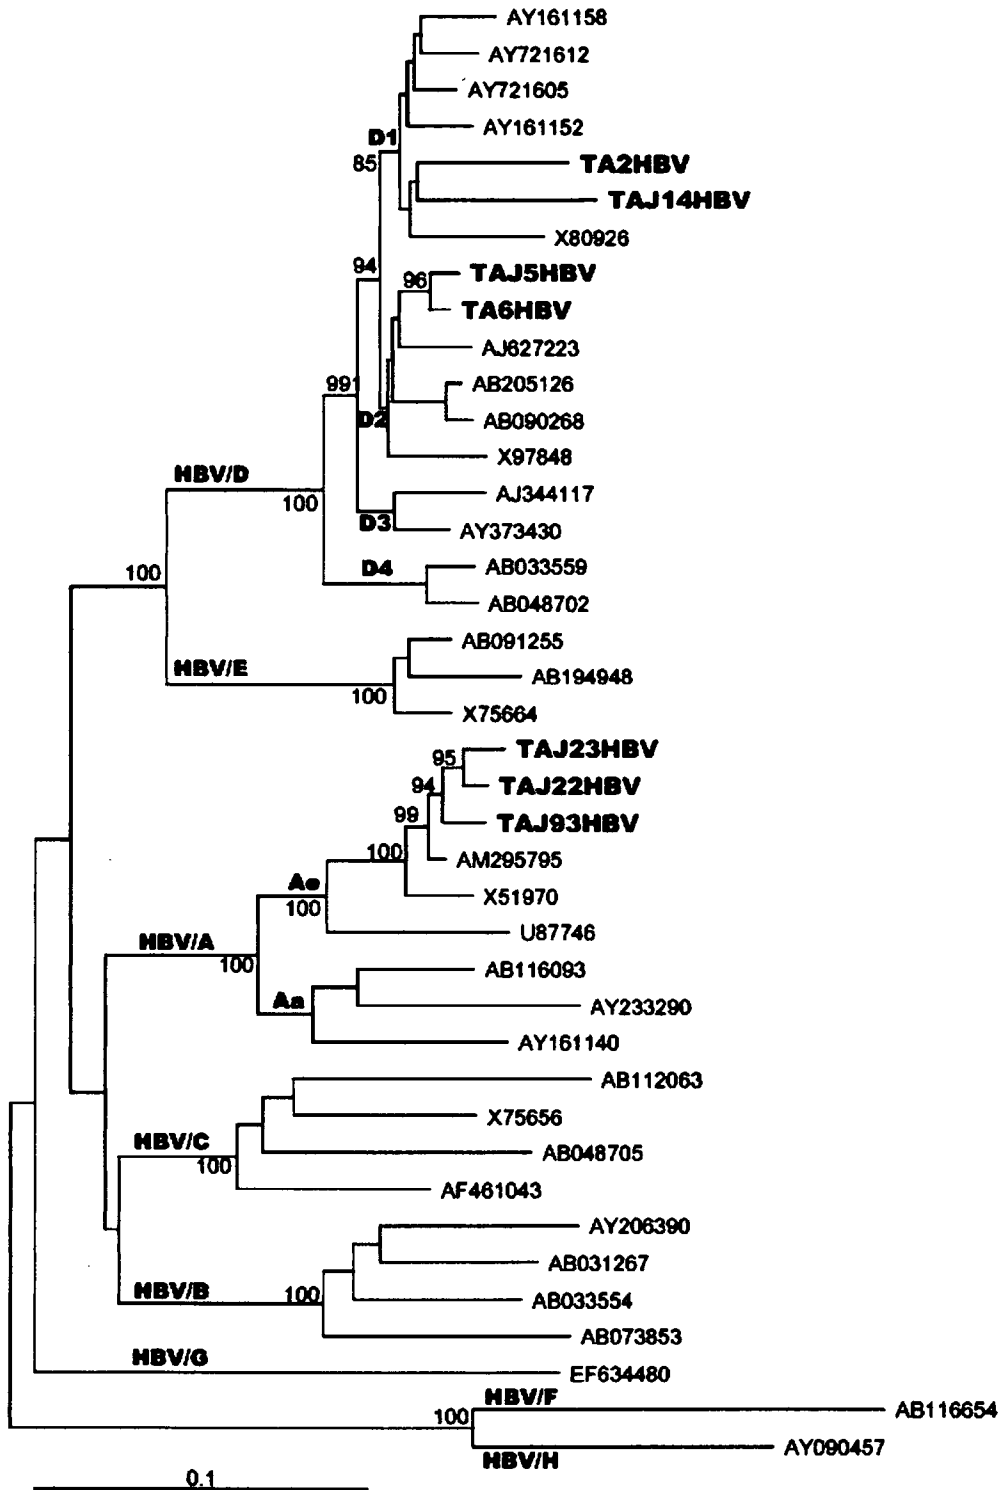 AY161158
AY721612
AY721605
AY161152
D1
85
TA2HBV
TAJ14HBV
X80926
94
TAJ5HBV
96
TA6HBV
AJ627223
991
AB205126
D2
AB090268
X97848
HBV/D
100
AJ344117
D3
AY373430
D4
AB033559
100
AB048702
AB091255
HBV/E
AB194948
100
X75664
TAJ23HBV
95
TAJ22HBV
94
99
TAJ93HBV
100
AM295795
Ae
X51970
100
U87746
HBV/A
100
AB116093
Aa
AY233290
AY161140
AB112063
X75656
HBV/C
AB048705
100
AF461043
AY206390
AB031267
HBV/B
100
AB033554
AB073853
HBV/G
EF634480
HBV/F
100
AB116654
AY090457
HBV/H
0.1